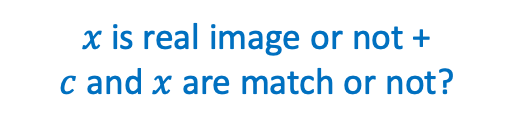 x is real image or not +
c and x are match or not?